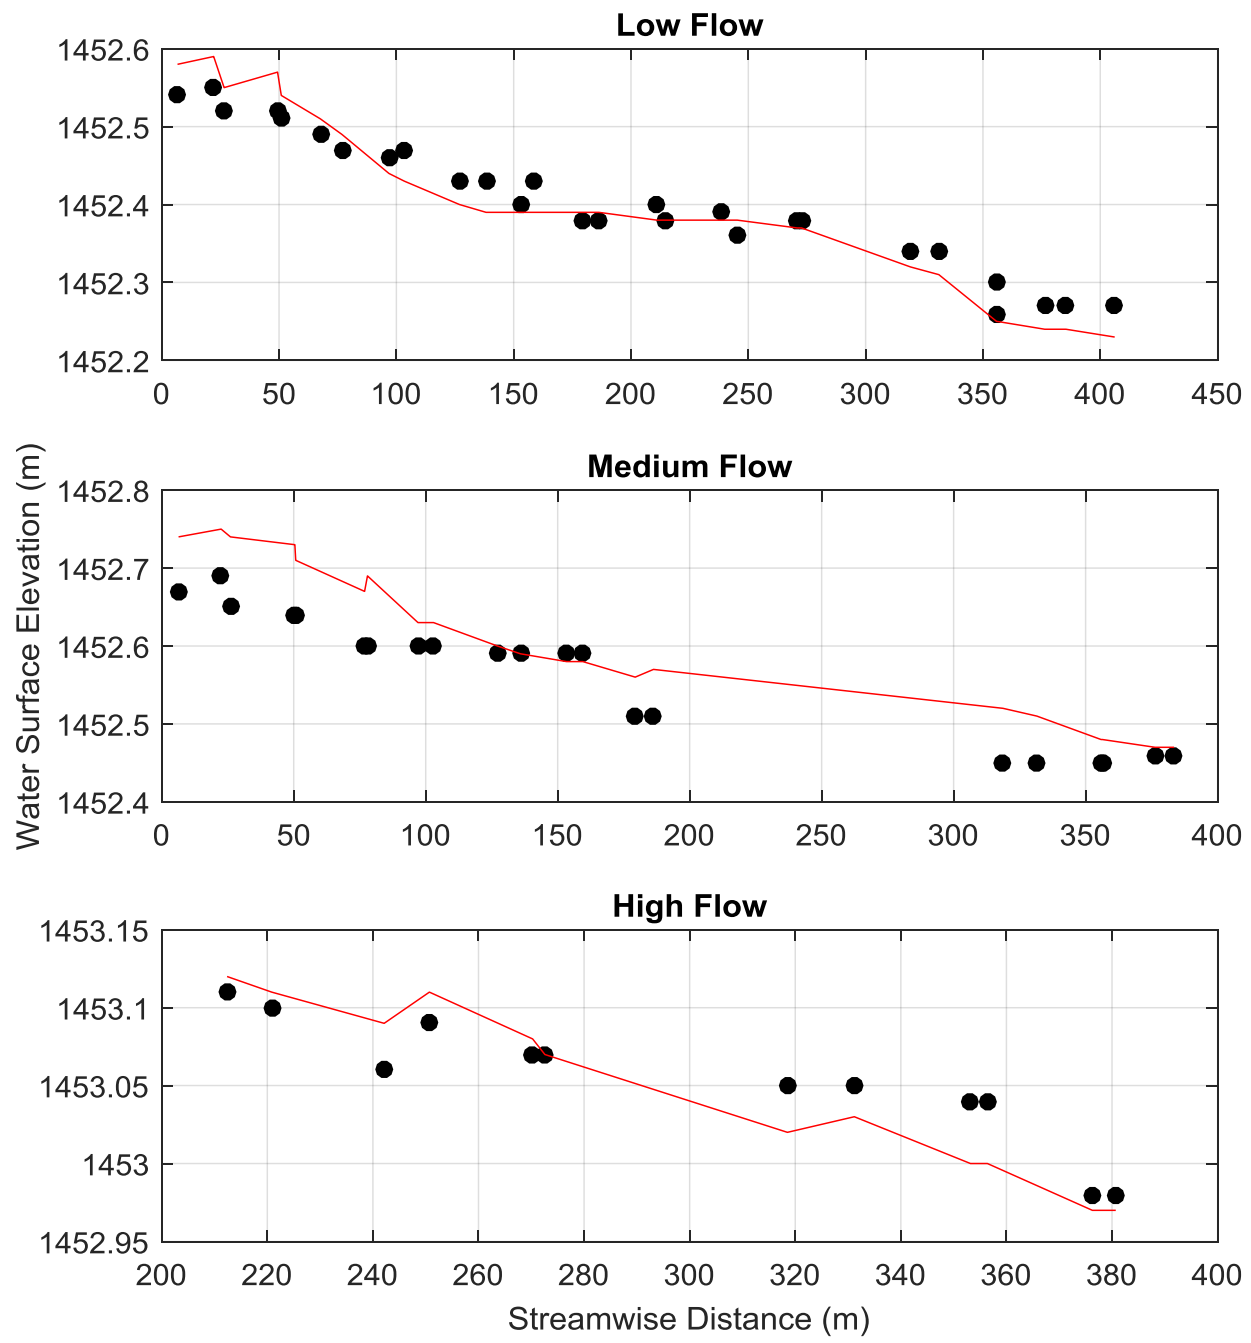 Low Flow
1452.6
1452.5
1452.4
1452.3
1452.2
0 50 100 150 200 250 300 350 400 450
Water Surface Elevation (m)
Medium Flow
1452.8
1452.7
1452.6
1452.5
1452.4
0 50 100 150 200 250 300 350 400
High Flow
1453.15
1453.1
1453.05
1453
1452.95
200 220 240 260 280 300 320 340 360 380 400
Streamwise Distance (m)